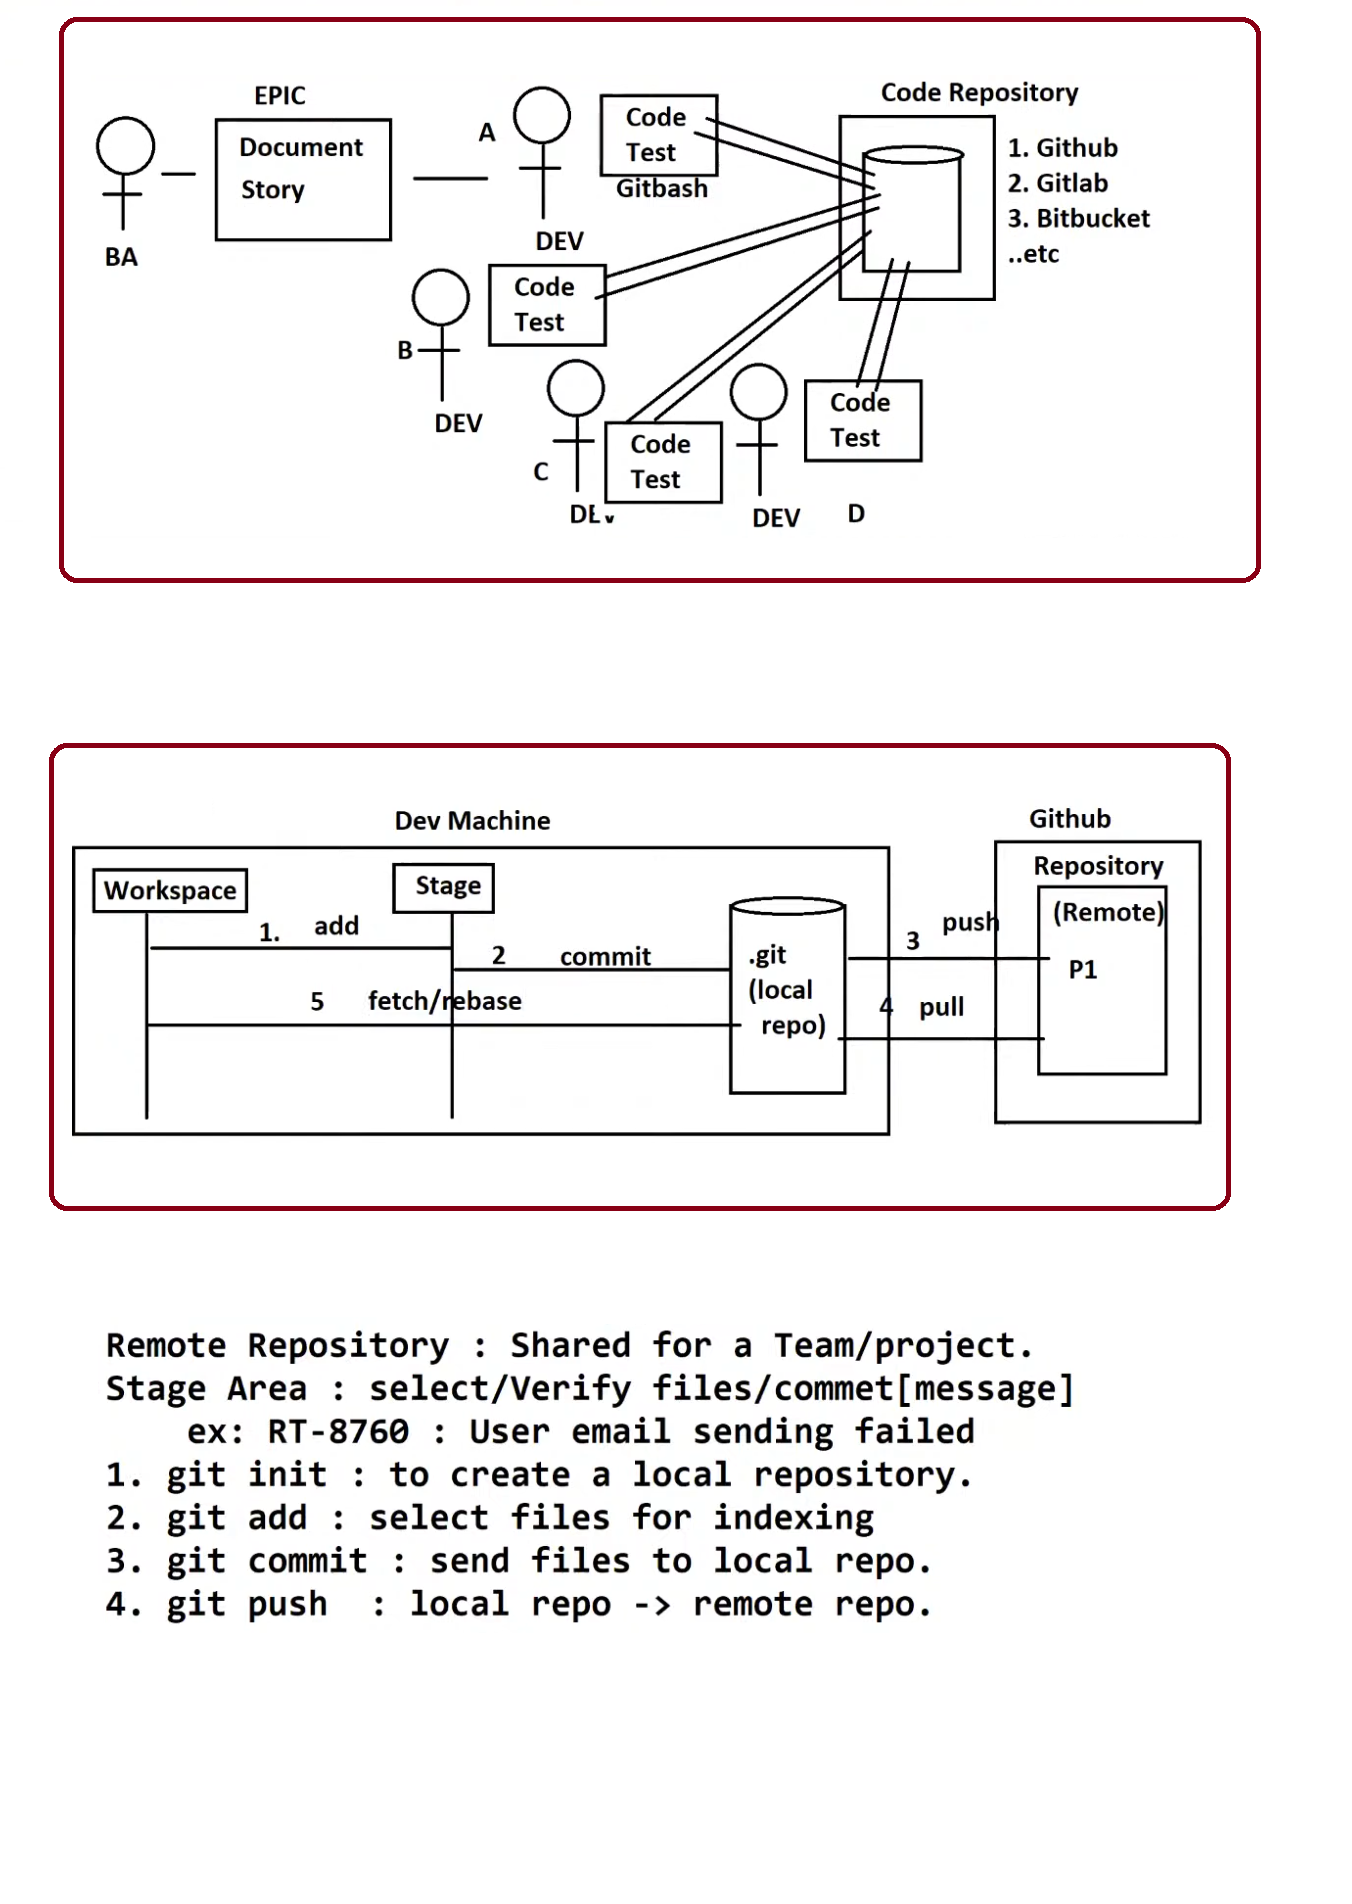 EPIC
Document
Story
BA
A
DEV
Code
Test
Gitbash
Code Repository
1. Github
2. Gitlab
3. Bitbucket
..etc
B
DEV
Code
Test
C
DEV
Code
Test
DEV
D
Code
Test
Dev Machine
Github
Workspace
Stage
Repository
(Remote)
P1
1. add
2 commit
.git
(local
repo)
3 push
4 pull
5 fetch/rebase
Remote Repository : Shared for a Team/project.
Stage Area : select/Verify files/commet[message]
ex: RT-8760 : User email sending failed
1. git init : to create a local repository.
2. git add : select files for indexing
3. git commit : send files to local repo.
4. git push  : local repo -> remote repo.